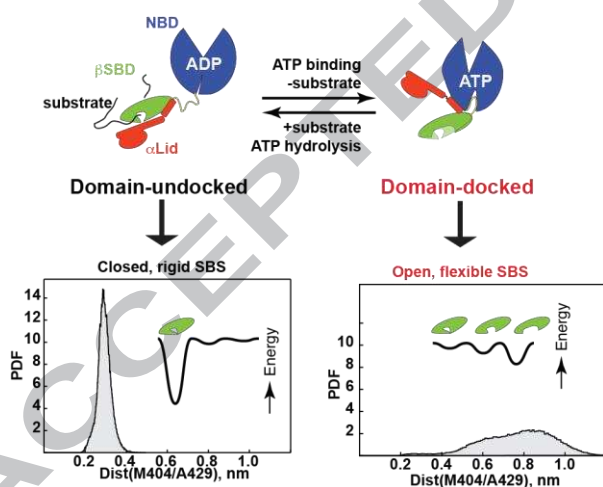 NBD
ADP
βSBD
substrate
αLid
ATP binding
-substrate
+substrate
ATP hydrolysis
ATP
Domain-undocked
Domain-docked
Closed, rigid SBS
PDF
14
12
10
8
6
4
2
Energy
0.2 0.4 0.6 0.8 1.0
Dist(M404/A429), nm
Open, flexible SBS
PDF
10
8
6
4
2
Energy
0.2 0.4 0.6 0.8 1.0
Dist(M404/A429), nm
ACCEPTED